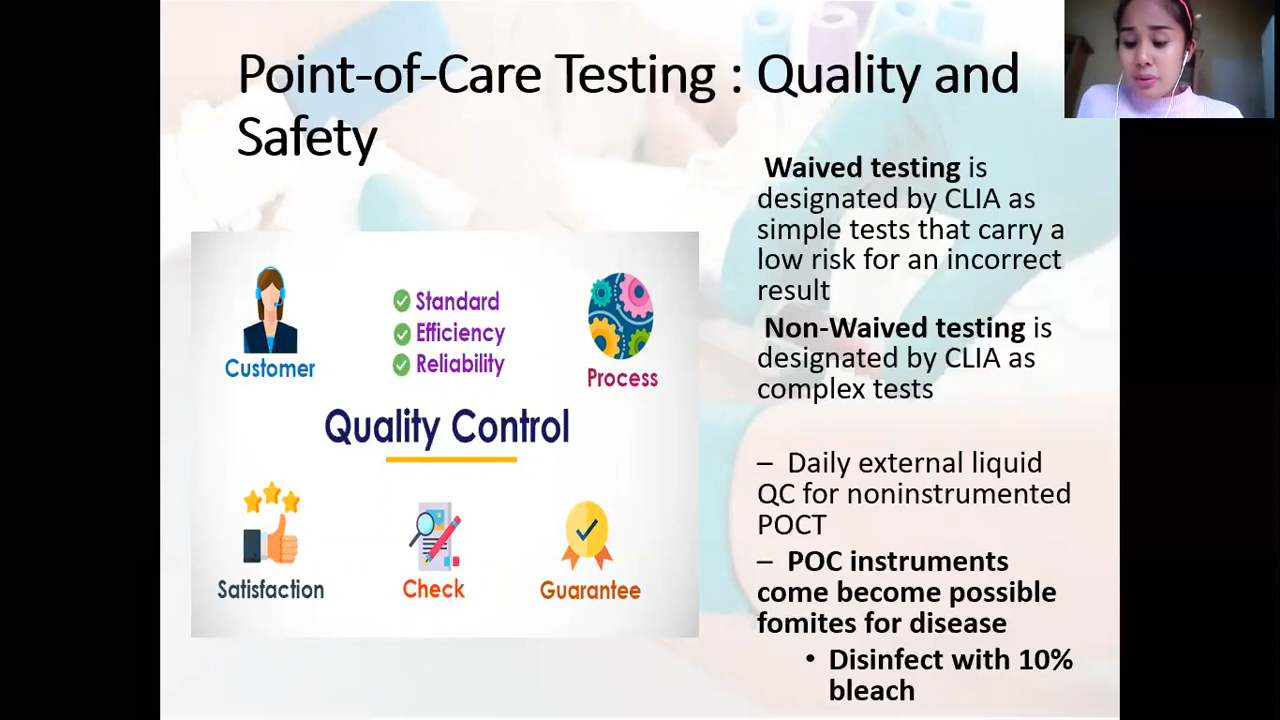 Point-of-Care Testing : Quality and
Safety
Customer
Standard
Efficiency
Reliability
Process
Quality Control
Satisfaction
Check
Guarantee
Waived testing is
designated by CLIA as
simple tests that carry a
low risk for an incorrect
result
Non-Waived testing is
designated by CLIA as
complex tests
– Daily external liquid
QC for noninstrumented
POCT
– POC instruments
come become possible
fomites for disease
• Disinfect with 10%
bleach